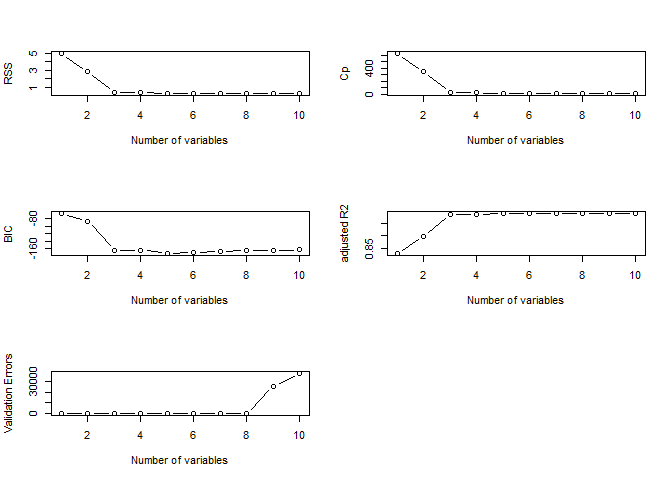 RSS
1 3 5
2 4 6 8 10
Number of variables
Cp
0 400
2 4 6 8 10
Number of variables
BIC
-160 -80
2 4 6 8 10
Number of variables
adjusted R2
0.85
2 4 6 8 10
Number of variables
Validation Errors
0 30000
2 4 6 8 10
Number of variables